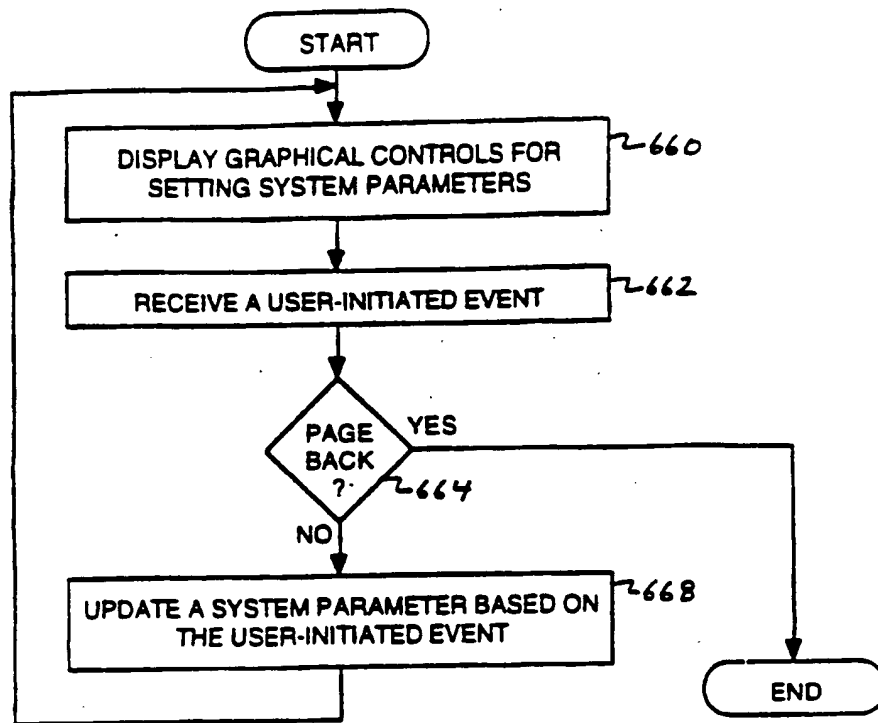 START
DISPLAY GRAPHICAL CONTROLS FOR
SETTING SYSTEM PARAMETERS
660
RECEIVE A USER-INITIATED EVENT
662
PAGE
BACK
?
YES
664
NO
UPDATE A SYSTEM PARAMETER BASED ON
THE USER-INITIATED EVENT
668
END